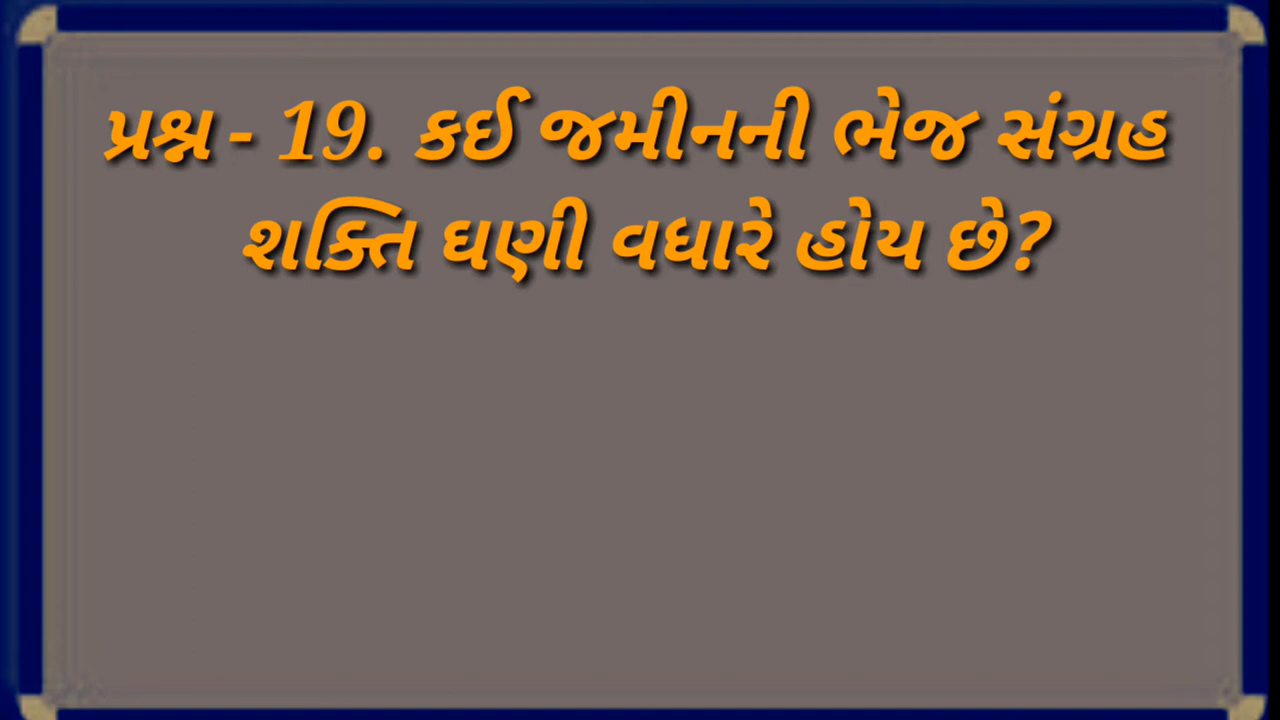 પ્રશ્ન - 19. કઈ જમીનની ભેજ સંગ્રહ
શક્તિ ઘણી વધારે હોય છે?